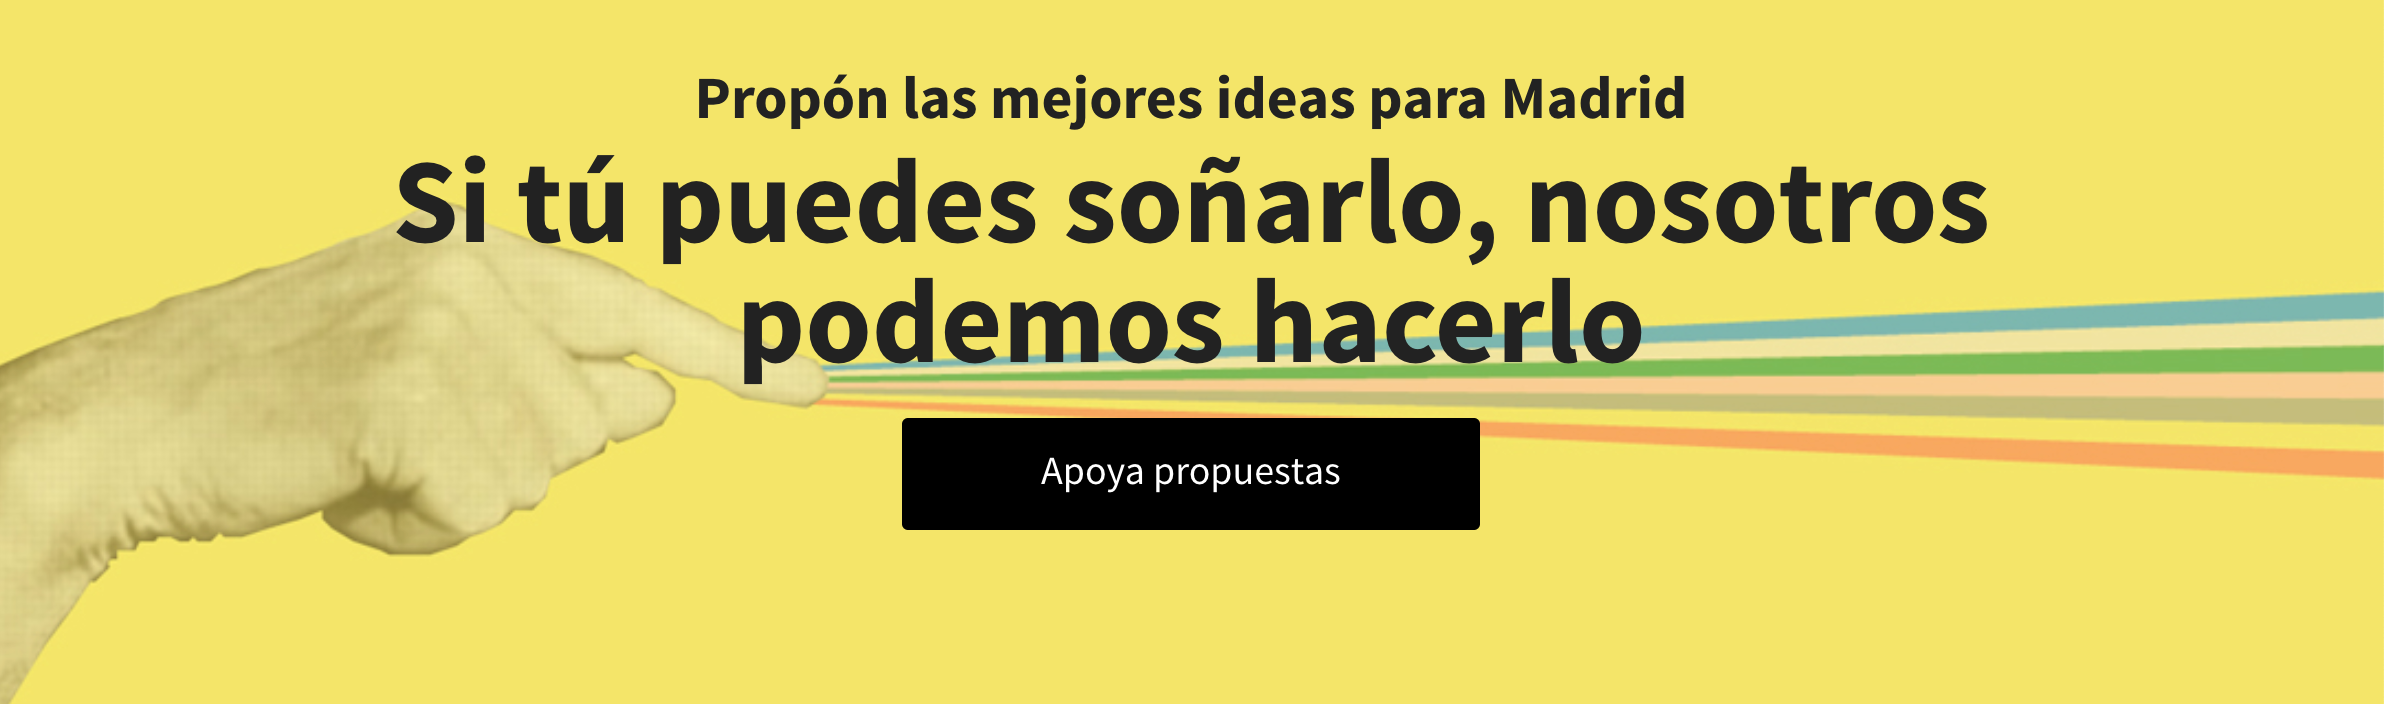 Propón las mejores ideas para Madrid
Si tú puedes soñarlo, nosotros
podemos hacerlo
Apoya propuestas